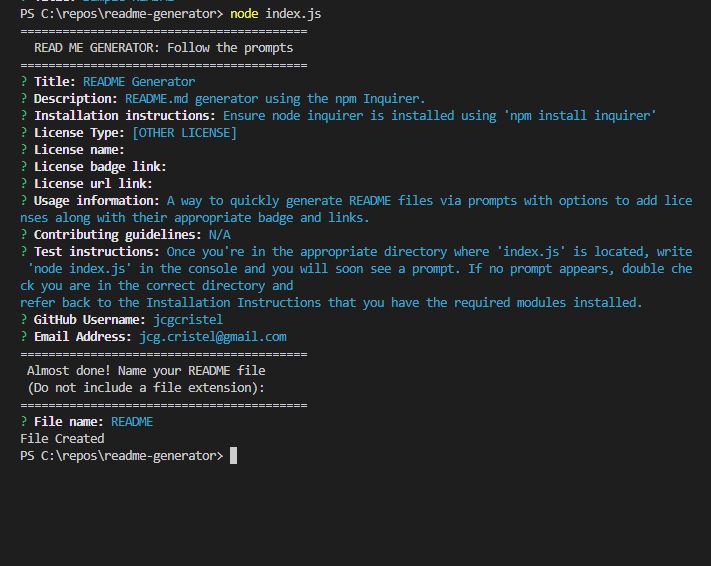 PS C:\repos\readme-generator> node index.js
=========================================
  READ ME GENERATOR: Follow the prompts
=========================================
? Title: README Generator
? Description: README.md generator using the npm Inquirer.
? Installation instructions: Ensure node inquirer is installed using 'npm install inquirer'
? License Type: [OTHER LICENSE]
? License name:
? License badge link:
? License url link:
? Usage information: A way to quickly generate README files via prompts with options to add lice
nses along with their appropriate badge and links.
? Contributing guidelines: N/A
? Test instructions: Once you're in the appropriate directory where 'index.js' is located, write
 'node index.js' in the console and you will soon see a prompt. If no prompt appears, double che
ck you are in the correct directory and
refer back to the Installation Instructions that you have the required modules installed.
? GitHub Username: jcgcristel
? Email Address: jcg.cristel@gmail.com
=========================================
 Almost done! Name your README file
 (Do not include a file extension):
=========================================
? File name: README
File Created
PS C:\repos\readme-generator>